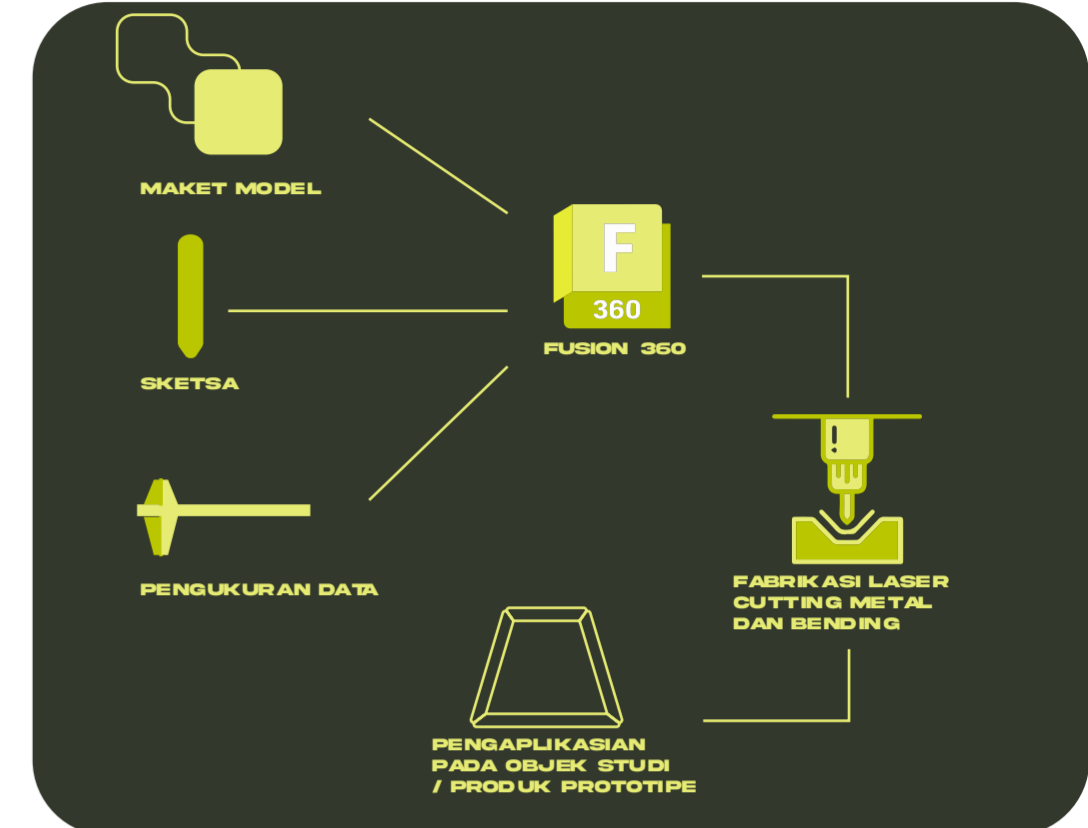 MAKET MODEL
SKETSA
PENGUKURAN DATA
F
360
FUSION 360
FABRIKASI LASER
CUTTING METAL
DAN BENDING
PENGAPLIKASIAN
PADA OBJEK STUDI
/ PRODUK PROTOTIPE